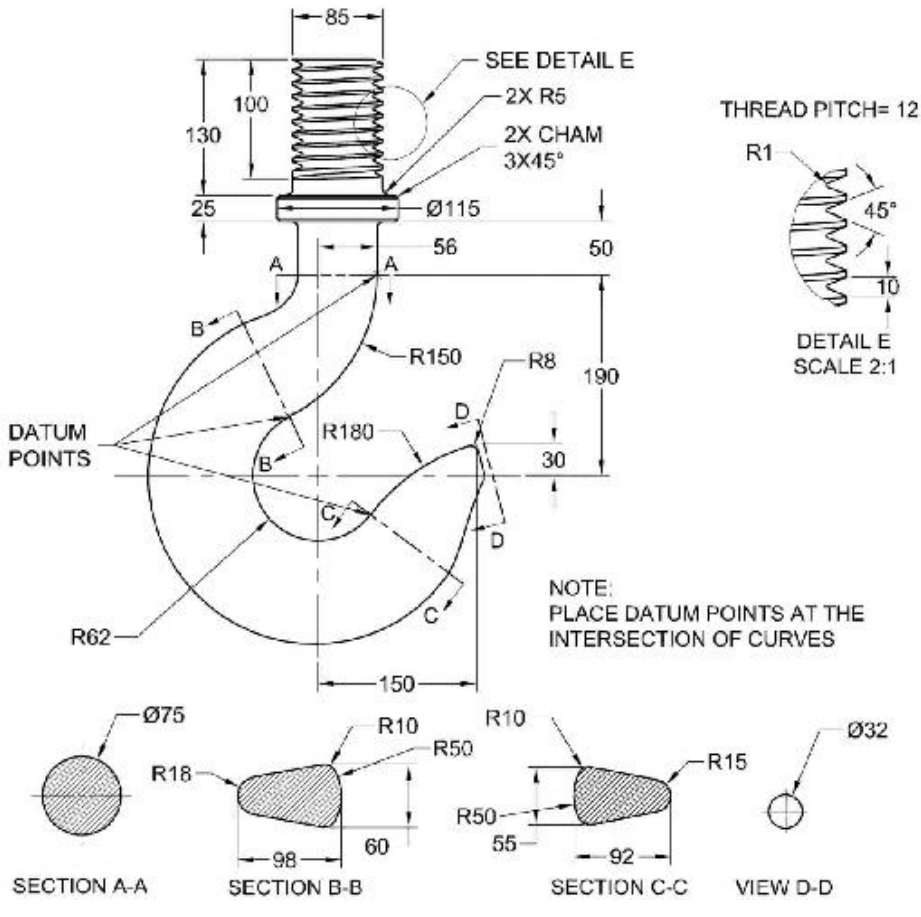 85
SEE DETAIL E
2X R5
100
130
2X CHAM
3X45°
THREAD PITCH= 12
R1
45°
10
DETAIL E
SCALE 2:1
25
Ø115
56
50
A
A
B
R150
R8
190
DATUM
POINTS
R180
D
30
B
C
D
C
R62
NOTE:
PLACE DATUM POINTS AT THE
INTERSECTION OF CURVES
150
Ø75
R18
R10
R50
60
98
R10
R15
R50
55
92
Ø32
SECTION A-A
SECTION B-B
SECTION C-C
VIEW D-D